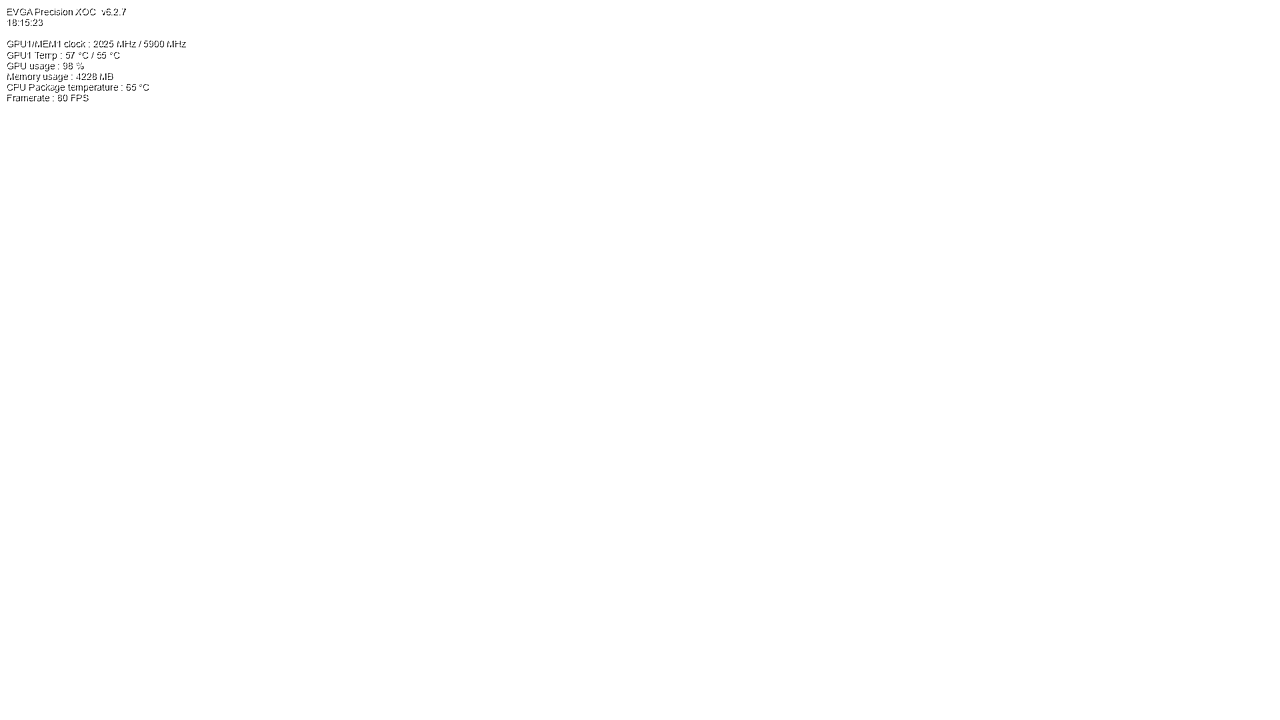 EVGA Precision XOC v6.2.7
18:15:23
GPU1/MEM1 clock : 2025 MHz / 5900 MHz
GPU1 Temp : 57 °C / 55 °C
GPU usage : 98 %
Memory usage : 4228 MB
CPU Package temperature : 65 °C
Framerate : 60 FPS